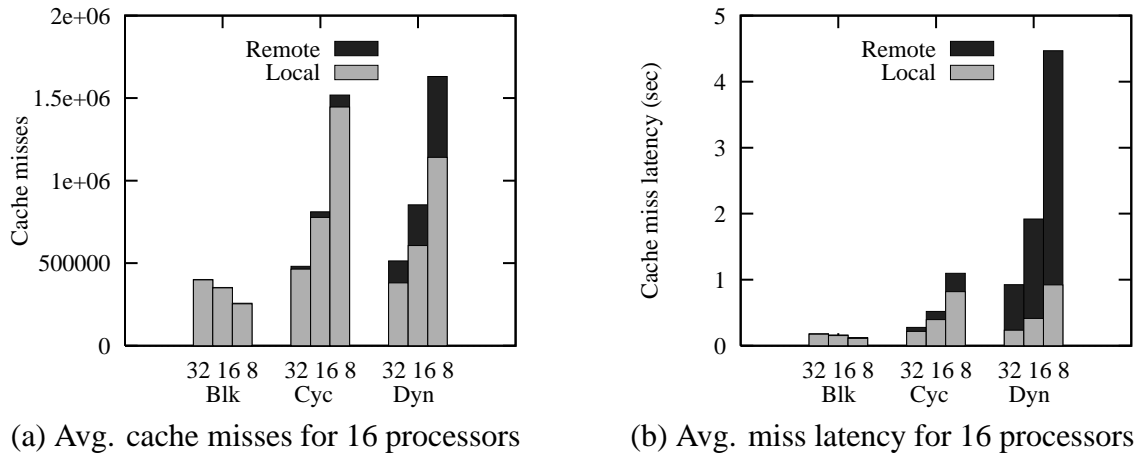 2e+06
1.5e+06
1e+06
500000
0
Cache misses
Remote
Local
32 16 8 32 16 8 32 16 8
Blk Cyc Dyn
(a) Avg. cache misses for 16 processors
5
4
3
2
1
0
Cache miss latency (sec)
Remote
Local
32 16 8 32 16 8 32 16 8
Blk Cyc Dyn
(b) Avg. miss latency for 16 processors